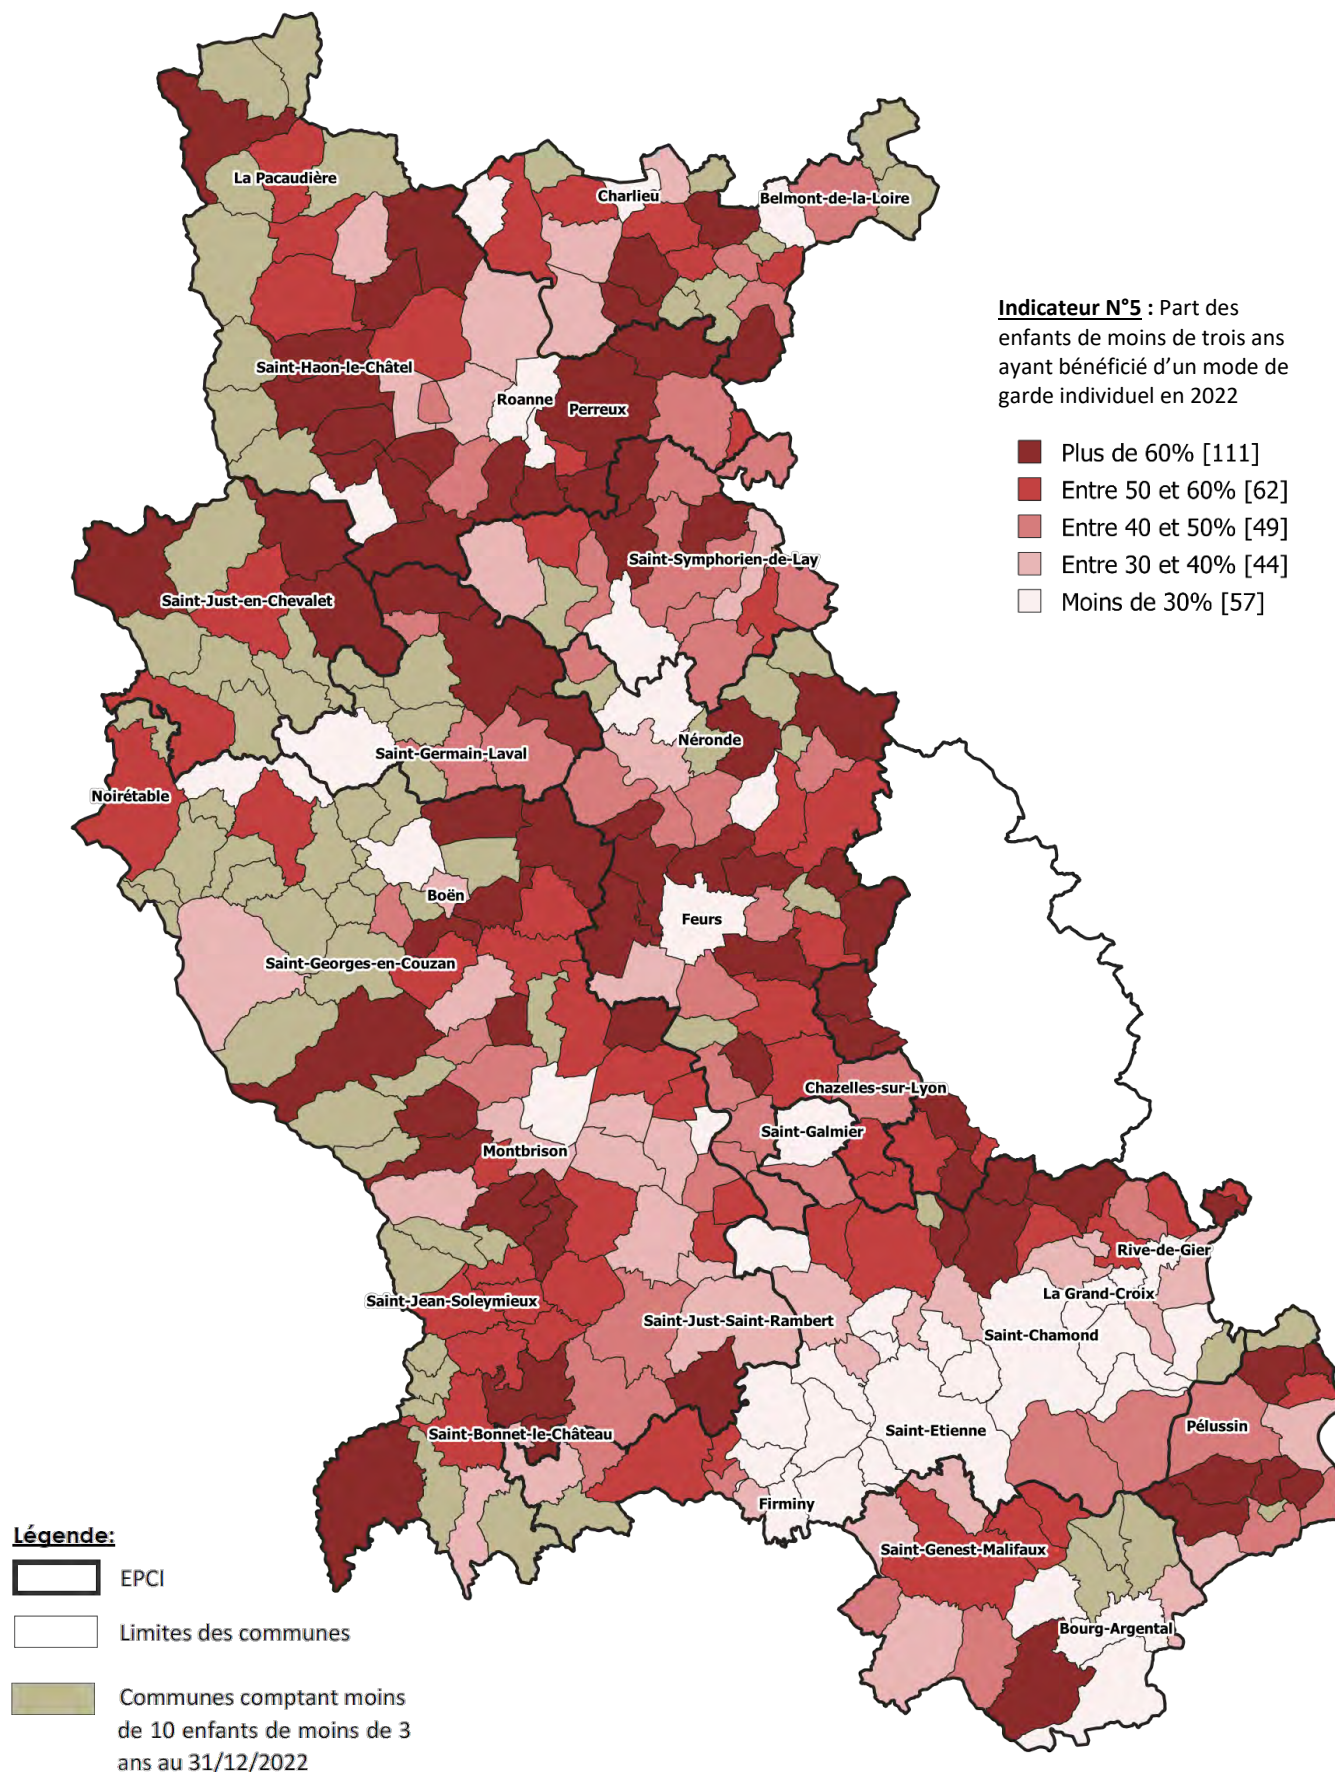 La Pacaudière
Charlieu
Belmont-de-la-Loire
Indicateur N°5 : Part des
enfants de moins de trois ans
ayant bénéficié d’un mode de
garde individuel en 2022
Saint-Haon-le-Châtel
Roanne
Perreux
Plus de 60% [111]
Entre 50 et 60% [62]
Entre 40 et 50% [49]
Entre 30 et 40% [44]
Moins de 30% [57]
Saint-Symphorien-de-Lay
Saint-Just-en-Chevalet
Néronde
Saint-Germain-Laval
Noirétable
Boën
Feurs
Saint-Georges-en-Couzan
Chazelles-sur-Lyon
Saint-Galmier
Montbrison
Rive-de-Gier
La Grand-Croix
Saint-Jean-Soleymieux
Saint-Just-Saint-Rambert
Saint-Chamond
Pélussin
Saint-Etienne
Saint-Bonnet-le-Château
Firminy
Saint-Genest-Malifaux
Bourg-Argental
Légende:
EPCI
Limites des communes
Communes comptant moins
de 10 enfants de moins de 3
ans au 31/12/2022